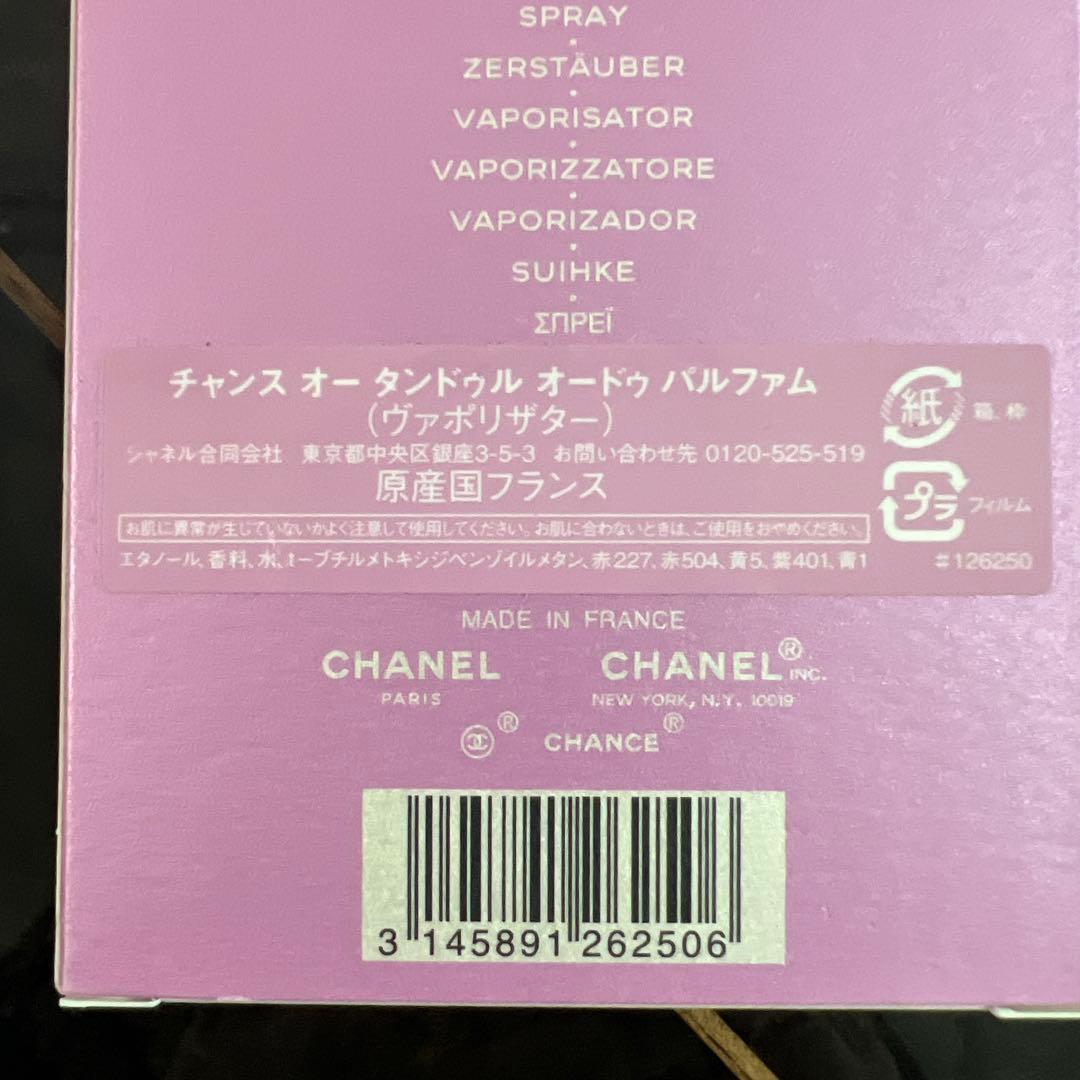 SPRAY
ZERSTÄUBER
VAPORISATOR
VAPORIZZATORE
VAPORIZADOR
SUIHKE
ΣΠΡΕΪ
チャンス オー タンドゥル オードゥ パルファム
(ヴァポリザター)
シャネル合同会社 東京都中央区銀座3-5-3 お問い合わせ先 0120-525-519
原産国フランス
お肌に異常が生じていないかよく注意して使用してください。お肌に合わないときは、ご使用をおやめください。
エタノール、香料、水、t-ブチルメトキシジベンゾイルメタン、赤227、赤504、黄5、紫401、青1 #126250
紙 箱、枠
プラ フィルム
MADE IN FRANCE
CHANEL CHANEL® INC.
PARIS NEW YORK, N.Y. 10019
® CHANCE®
3 145891 262506